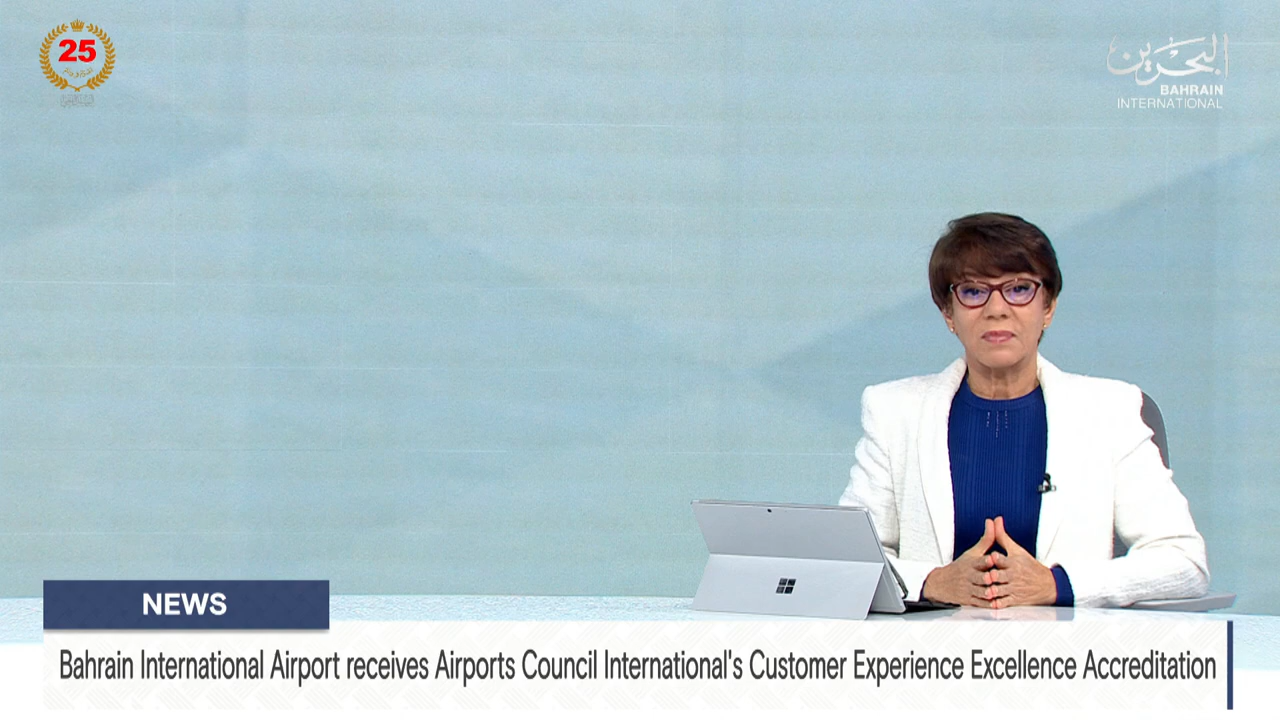 25
البحرين
BAHRAIN
INTERNATIONAL
NEWS
Bahrain International Airport receives Airports Council International's Customer Experience Excellence Accreditation